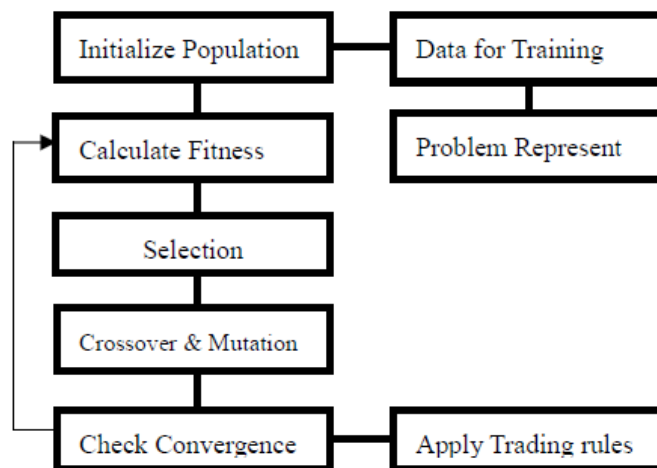 Initialize Population
Data for Training
Calculate Fitness
Problem Represent
Selection
Crossover & Mutation
Check Convergence
Apply Trading rules